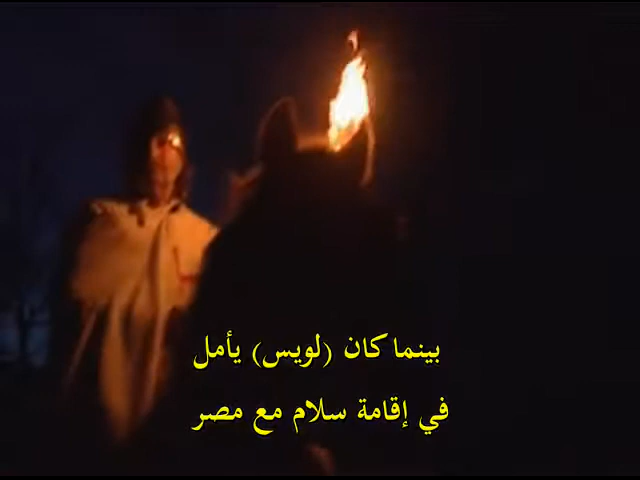 بينما كان (لويس) يأمل
في إقامة سلام مع مصر